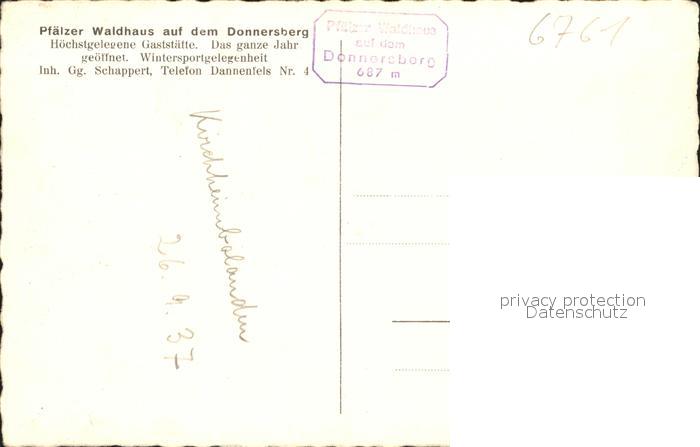 Pfälzer Waldhaus auf dem Donnersberg
Höchstgelegene Gaststätte. Das ganze Jahr
geöffnet. Wintersportgelegenheit
Inh. Gg. Schappert, Telefon Dannenfels Nr. 4
Pfälzer Waldhaus
auf dem
Donnersberg
687 m
6761
Kirchheimbolanden
26. 9. 37
privacy protection
Datenschutz